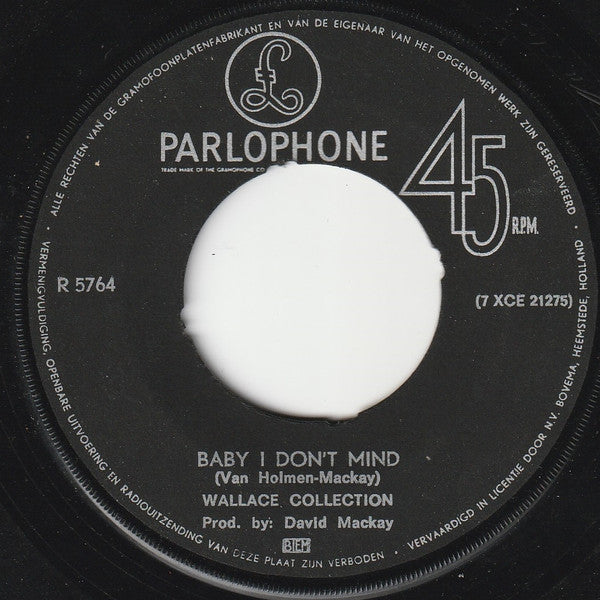 ALLE RECHTEN VAN DE GRAMOFOONPLATENFABRIKANT EN VAN DE EIGENAAR VAN HET OPGENOMEN WERK ZIJN GERESERVEERD
£
PARLOPHONE
TRADE MARK OF THE GRAMOPHONE CO
45 R.P.M.
R 5764
(7 XCE 21275)
BABY I DON'T MIND
(Van Holmen-Mackay)
WALLACE COLLECTION
Prod. by: David Mackay
BIEM
· VERMENIGVULDIGING, OPENBARE UITVOERING EN RADIOUITZENDING VAN DEZE PLAAT ZIJN VERBODEN · VERVAARDIGD IN LICENTIE DOOR N.V. BOVEMA, HEEMSTEDE, HOLLAND ·